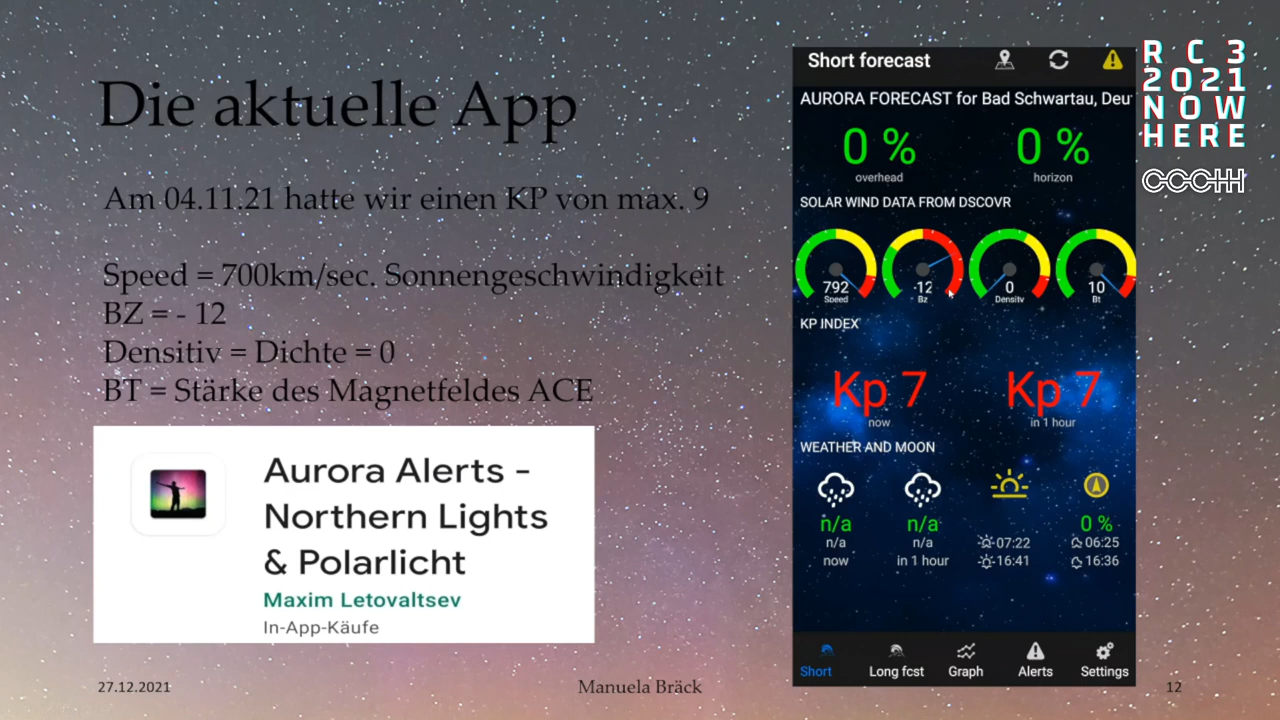 Die aktuelle App
Am 04.11.21 hatte wir einen KP von max. 9
Speed = 700km/sec. Sonnengeschwindigkeit
BZ = - 12
Densitiv = Dichte = 0
BT = Stärke des Magnetfeldes ACE
Aurora Alerts -
Northern Lights
& Polarlicht
Maxim Letovaltsev
In-App-Käufe
Short forecast
AURORA FORECAST for Bad Schwartau, Deu
0 % 0 %
overhead horizon
SOLAR WIND DATA FROM DSCOVR
792 -12 0 10
Speed Bz Density Bt
KP INDEX
Kp 7 Kp 7
now in 1 hour
WEATHER AND MOON
n/a n/a 0 %
n/a n/a 07:22 06:25
now in 1 hour 16:41 16:36
Short Long fcst Graph Alerts Settings
RC3
2021
NOW
HERE
CCCHH
27.12.2021 Manuela Bräck 12